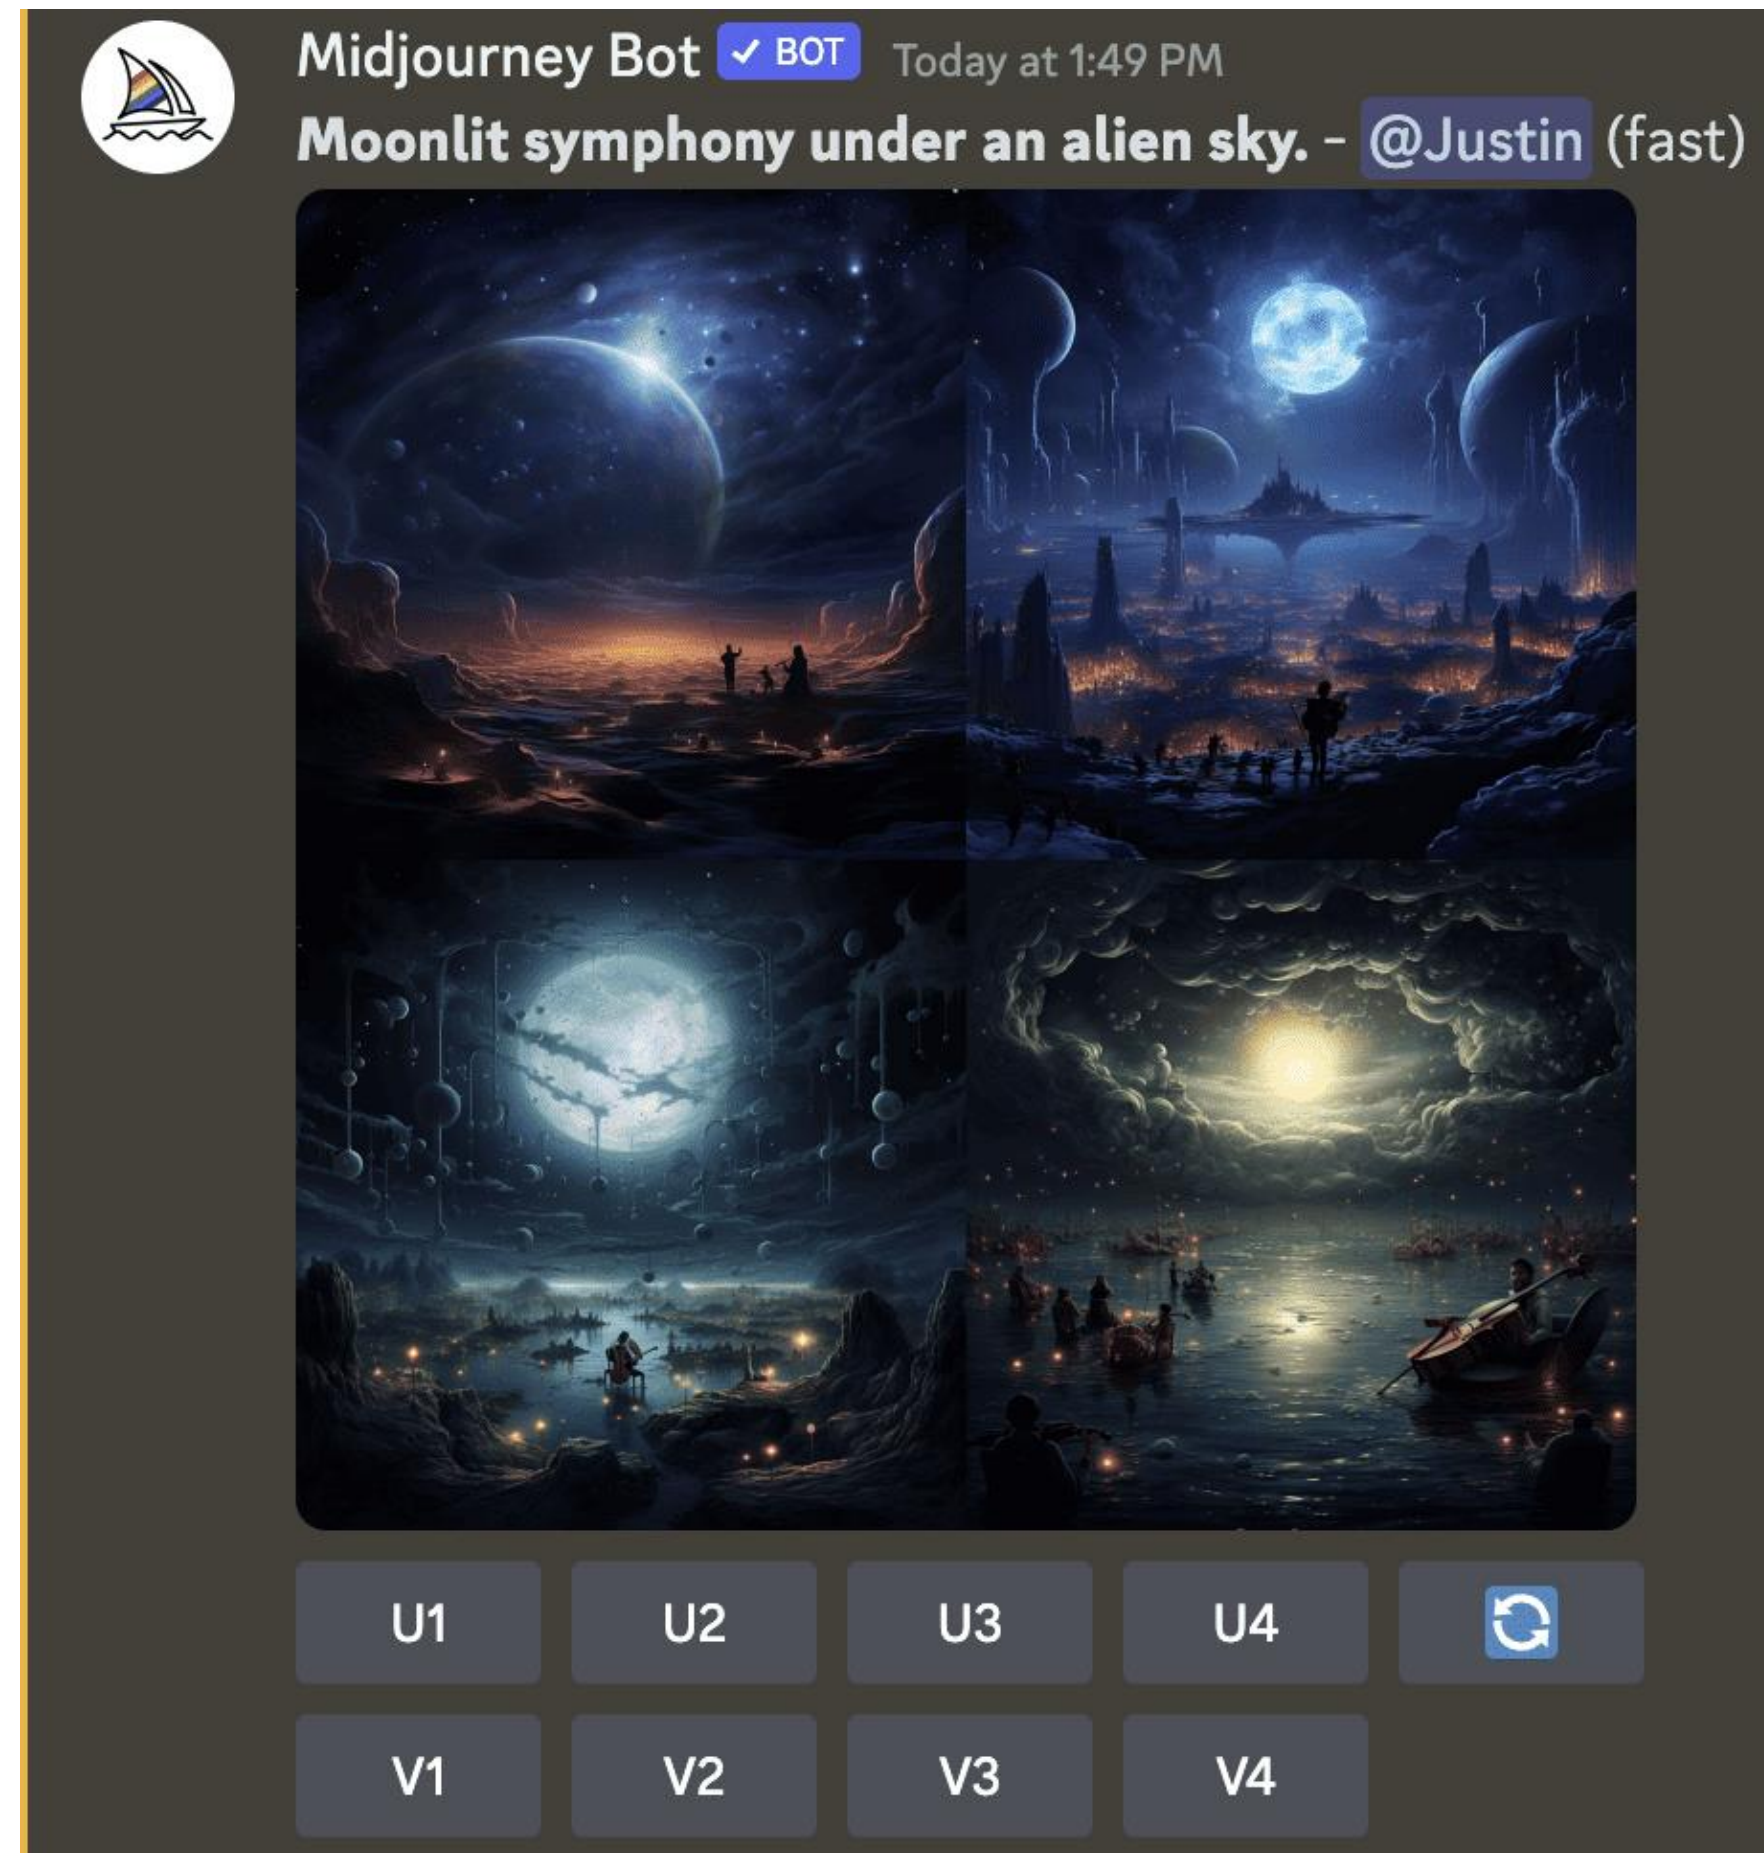 Midjourney Bot ✓ BOT Today at 1:49 PM
Moonlit symphony under an alien sky. - @Justin (fast)
U1 U2 U3 U4
V1 V2 V3 V4